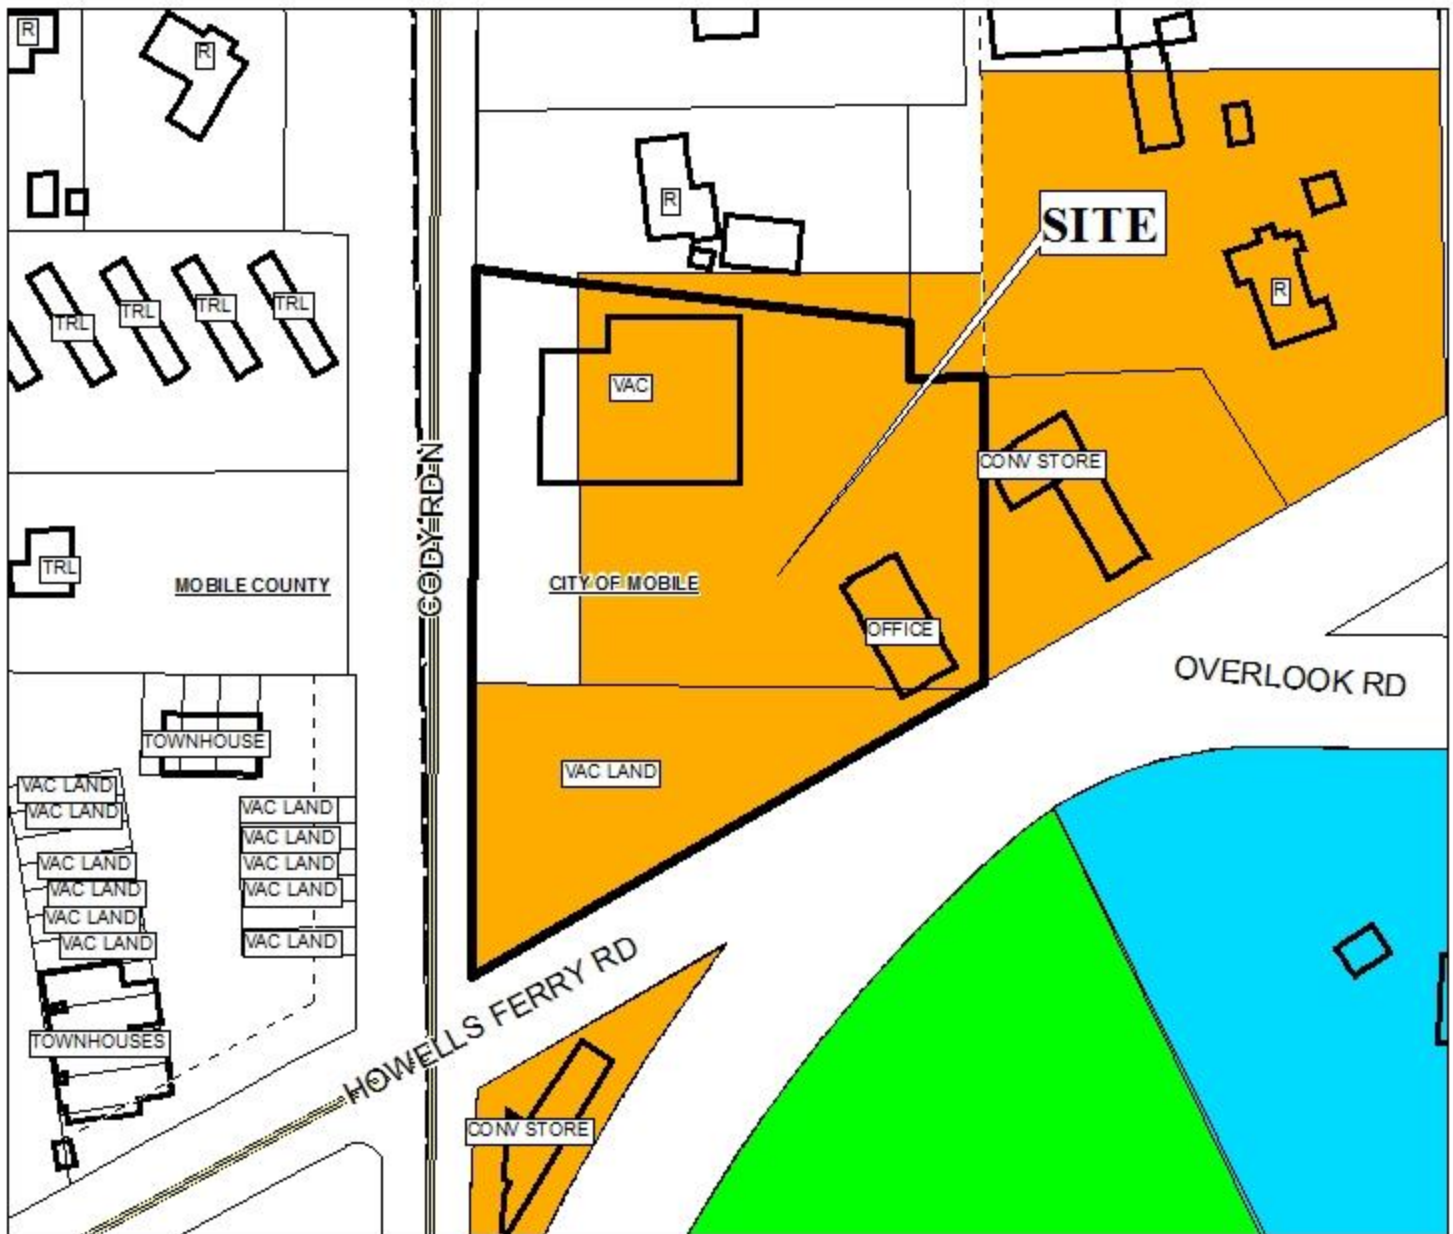 R
R
R
SITE
TRL
TRL
TRL
TRL
R
VAC
CODY RD N
CONV STORE
TRL
MOBILE COUNTY
CITY OF MOBILE
OFFICE
OVERLOOK RD
TOWNHOUSE
VAC LAND
VAC LAND
VAC LAND
VAC LAND
VAC LAND
VAC LAND
VAC LAND
VAC LAND
VAC LAND
VAC LAND
VAC LAND
VAC LAND
HOWELLS FERRY RD
TOWNHOUSES
CONV STORE